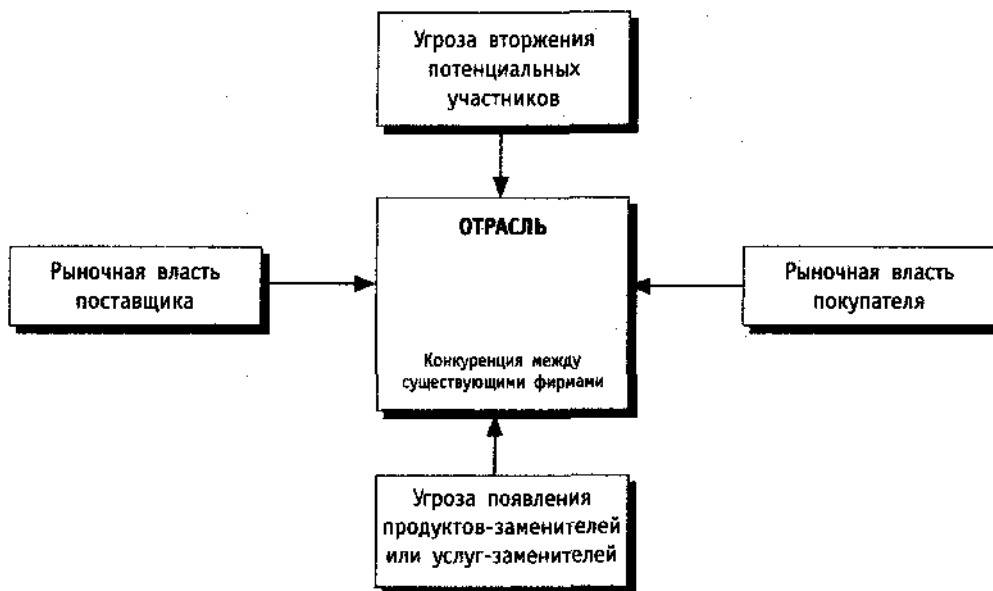 Угроза вторжения
потенциальных
участников
ОТРАСЛЬ
Рыночная власть
поставщика
Рыночная власть
покупателя
Конкуренция между
существующими фирмами
Угроза появления
продуктов-заменителей
или услуг-заменителей